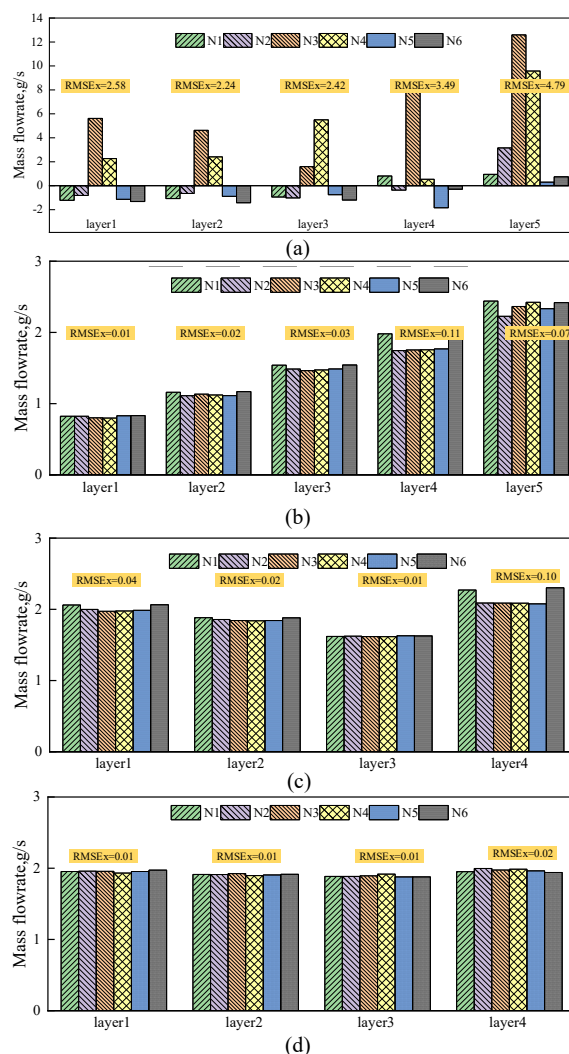 14
12
10
8
6
4
2
0
-2
Mass flowrate,g/s
N1 N2 N3 N4 N5 N6
RMSEx=2.58 RMSEx=2.24 RMSEx=2.42 RMSEx=3.49 RMSEx=4.79
layer1 layer2 layer3 layer4 layer5
(a)
3
2
1
0
Mass flowrate,g/s
N1 N2 N3 N4 N5 N6
RMSEx=0.01 RMSEx=0.02 RMSEx=0.03 RMSEx=0.11 RMSEx=0.07
layer1 layer2 layer3 layer4 layer5
(b)
3
2
1
0
Mass flowrate,g/s
N1 N2 N3 N4 N5 N6
RMSEx=0.04 RMSEx=0.02 RMSEx=0.01 RMSEx=0.10
layer1 layer2 layer3 layer4
(c)
3
2
1
0
Mass flowrate,g/s
N1 N2 N3 N4 N5 N6
RMSEx=0.01 RMSEx=0.01 RMSEx=0.01 RMSEx=0.02
layer1 layer2 layer3 layer4
(d)